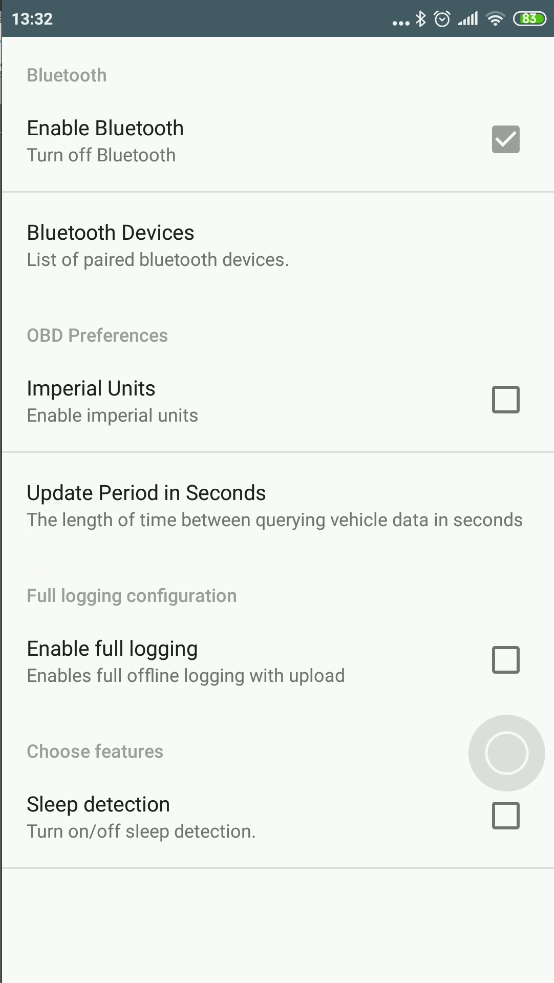 13:32
83
Bluetooth
Enable Bluetooth
Turn off Bluetooth
Bluetooth Devices
List of paired bluetooth devices.
OBD Preferences
Imperial Units
Enable imperial units
Update Period in Seconds
The length of time between querying vehicle data in seconds
Full logging configuration
Enable full logging
Enables full offline logging with upload
Choose features
Sleep detection
Turn on/off sleep detection.